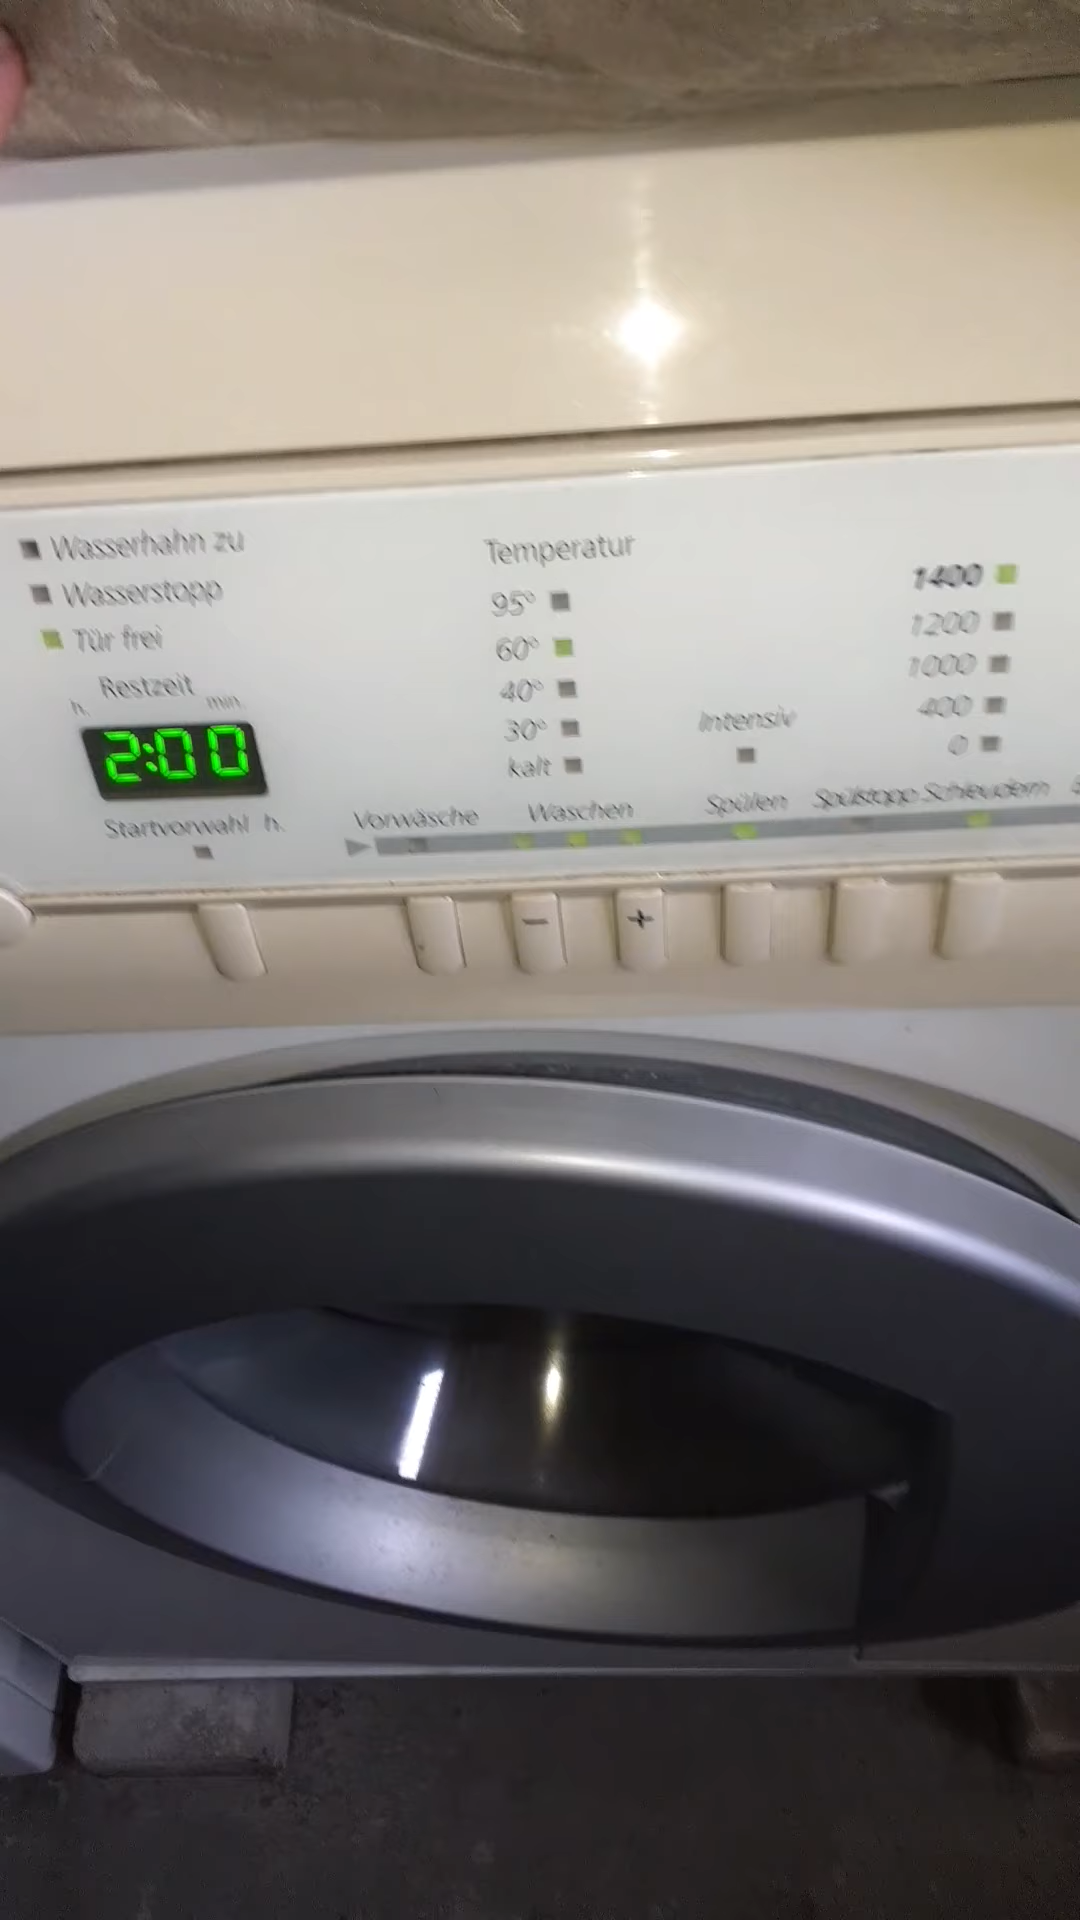 Wasserhahn zu
Wasserstopp
Tür frei
Restzeit
h. min.
2:00
Startvorwahl h.
Temperatur
95°
60°
40°
30°
kalt
Vorwäsche
Waschen
Intensiv
Spülen
1400
1200
1000
400
0
Spülstopp
Schleudern
- +